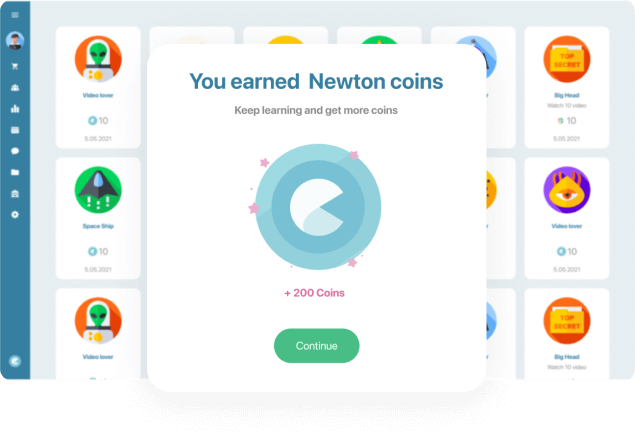 You earned Newton coins
Keep learning and get more coins
+ 200 Coins
Continue
Video lover
10
5.05.2021
TOP
SECRET
Big Head
Watch 10 video
10
5.05.2021
Space Ship
10
5.05.2021
Video lover
10
5.05.2021
Video lover
TOP
SECRET
Big Head
Watch 10 video